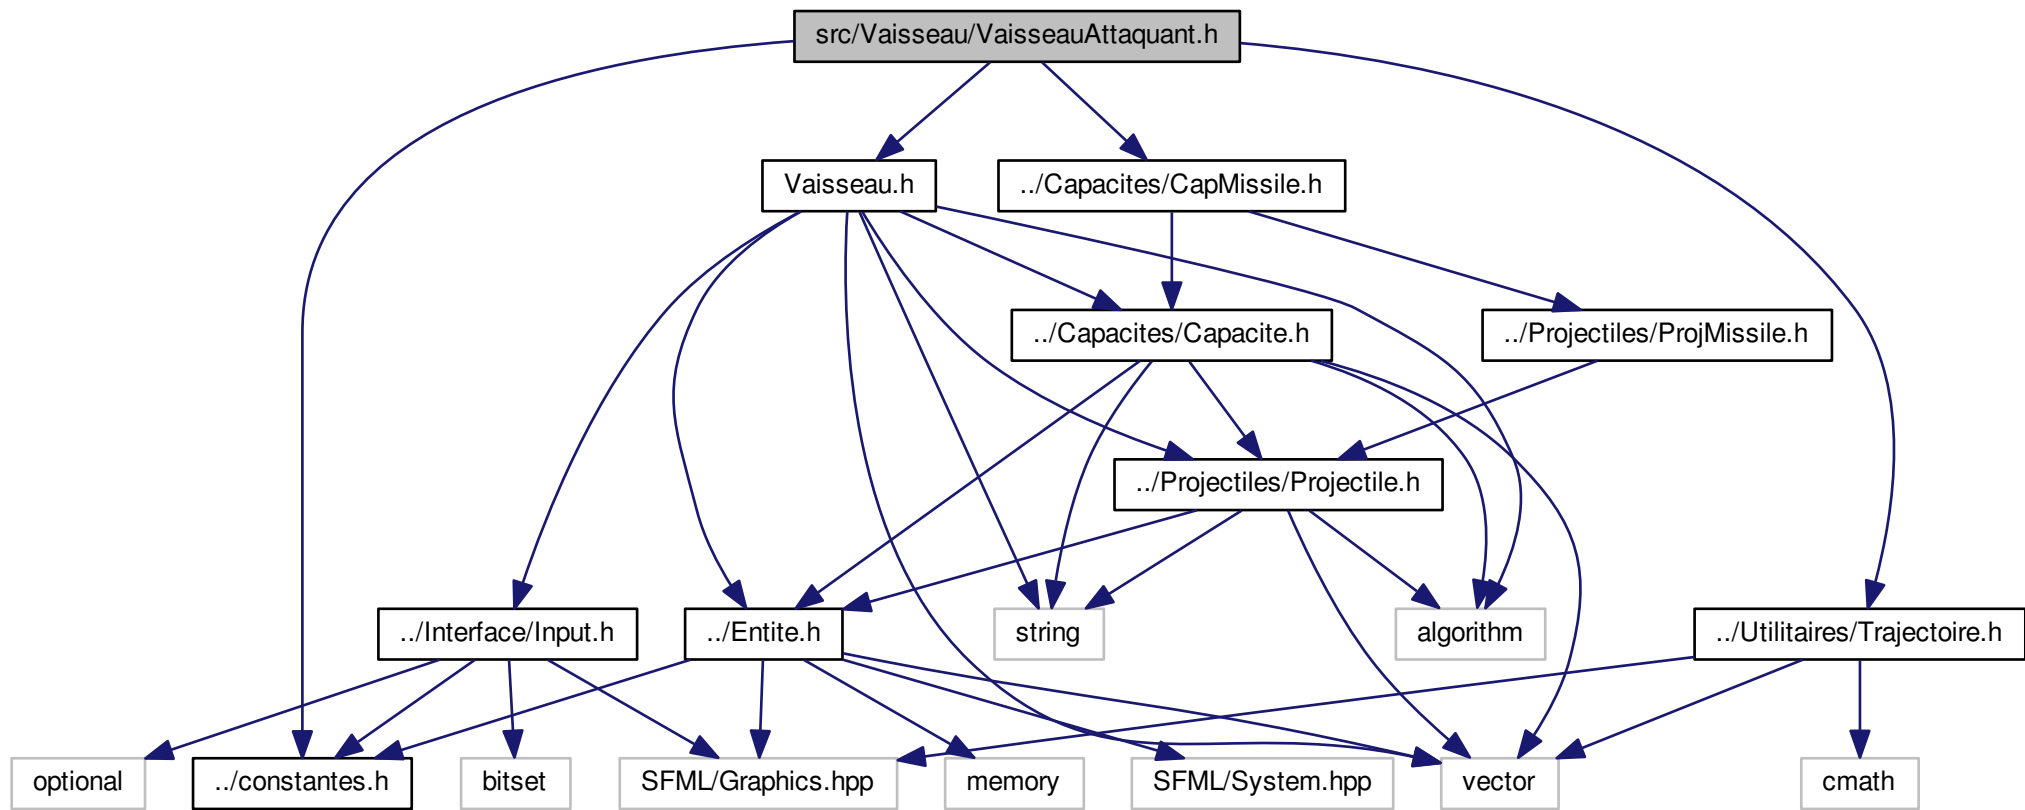 src/Vaisseau/VaisseauAttaquant.h
Vaisseau.h
../Capacites/CapMissile.h
../Capacites/Capacite.h
../Projectiles/ProjMissile.h
../Projectiles/Projectile.h
../Interface/Input.h
../Entite.h
string
algorithm
../Utilitaires/Trajectoire.h
optional
../constantes.h
bitset
SFML/Graphics.hpp
memory
SFML/System.hpp
vector
cmath